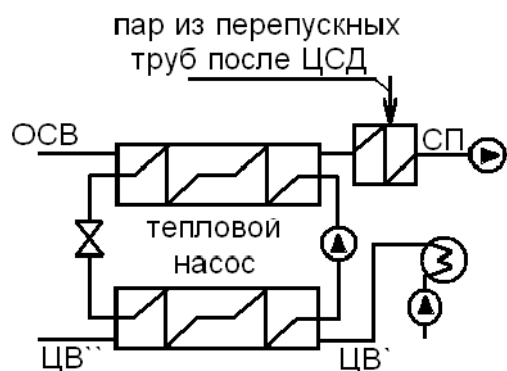 пар из перепускных
труб после ЦСД
ОСВ
СП
тепловой
насос
ЦВ``
ЦВ`